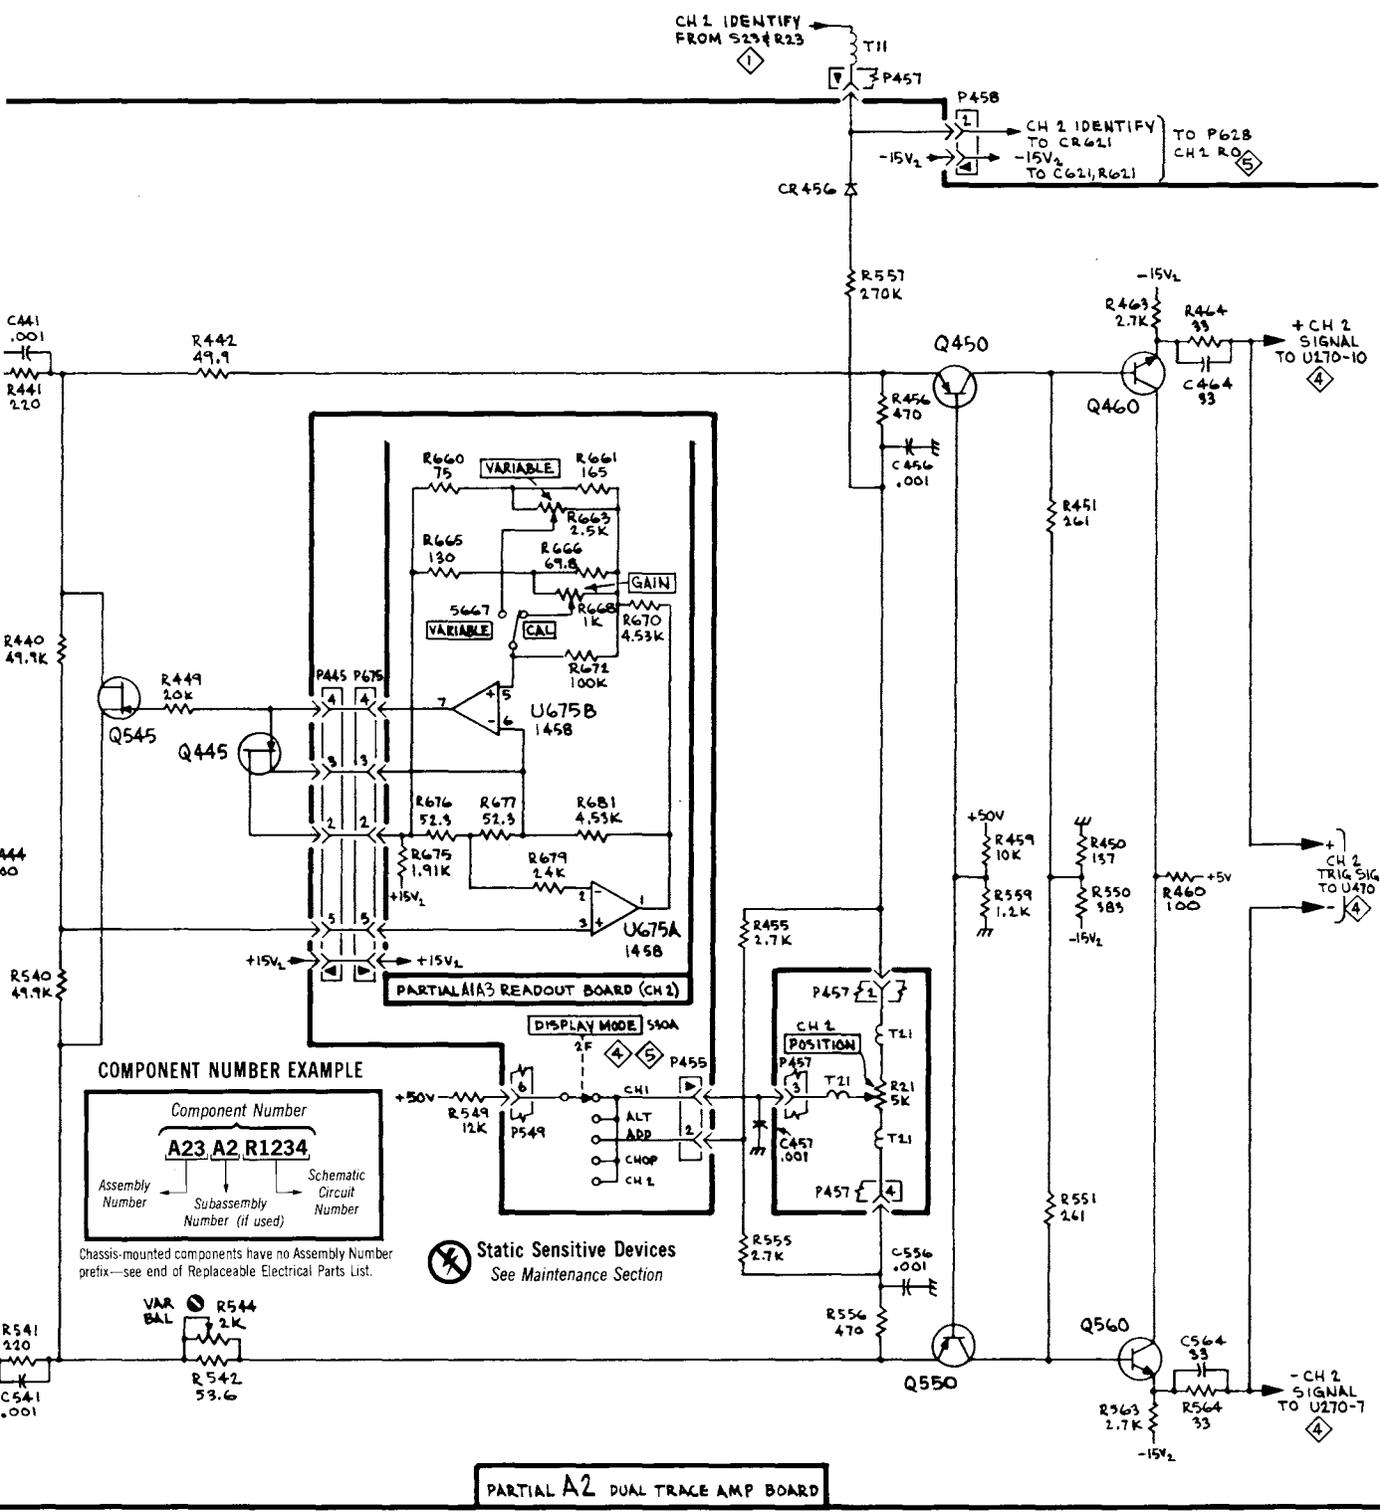 CH 2 IDENTIFY
FROM S23 & R23
1
T11
P457
P458
2
CH 2 IDENTIFY
TO CR621
-15V2
-15V2
TO C621, R621
TO P628
CH 2 RO
5
CR456
R557
270K
-15V2
R463
2.7K
R464
33
C464
33
+ CH 2
SIGNAL
TO U270-10
4
C441
.001
R441
220
R442
49.9
Q450
Q460
R456
470
C456
.001
R451
261
R660
75
VARIABLE
R661
165
R663
2.5K
R665
130
R666
69.8
GAIN
R668
1K
R670
4.53K
S667
VARIABLE
CAL
R672
100K
R440
49.9K
R449
20K
Q545
Q445
P445
P675
4
4
7
5
6
U675B
1458
3
3
2
2
R676
52.3
R677
52.3
R681
4.53K
R675
1.91K
+15V2
R679
24K
2
3
1
U675A
1458
5
5
+15V2
+15V2
PARTIAL A1A3 READOUT BOARD (CH 2)
R540
49.9K
+50V
R459
10K
R559
1.2K
R450
137
R550
383
-15V2
R460
100
+5V
+
CH 2
TRIG SIG
TO U470
4
-
R455
2.7K
P457
1
CH 2
POSITION
T21
P457
3
T21
R21
5K
T21
C457
.001
P457
4
DISPLAY MODE
S30A
2F
4
5
P455
+50V
R549
12K
6
P549
CH1
ALT
ADD
2
CHOP
CH 2
R551
261
R555
2.7K
C556
.001
R556
470
COMPONENT NUMBER EXAMPLE
Component Number
A23 A2 R1234
Assembly
Number
Subassembly
Number (if used)
Schematic
Circuit
Number
Chassis-mounted components have no Assembly Number
prefix—see end of Replaceable Electrical Parts List.
Static Sensitive Devices
See Maintenance Section
VAR
BAL
R544
2K
R542
53.6
R541
220
C541
.001
Q550
Q560
C564
33
R564
33
R563
2.7K
-15V2
- CH 2
SIGNAL
TO U270-7
4
PARTIAL A2 DUAL TRACE AMP BOARD